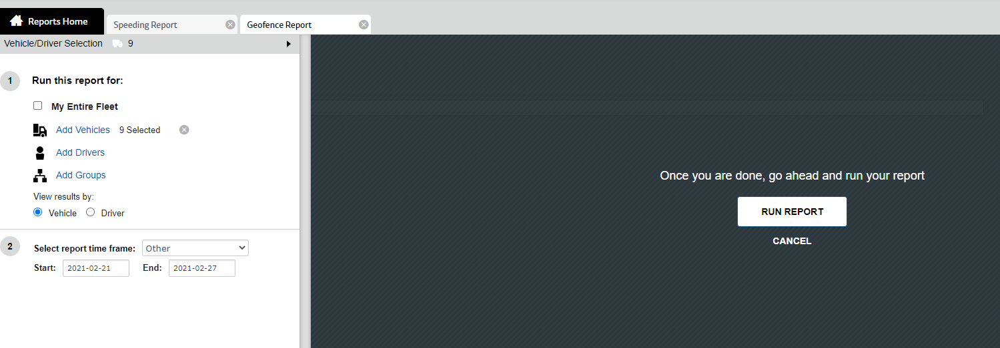 Reports Home
Speeding Report
Geofence Report
Vehicle/Driver Selection 9
1 Run this report for:
My Entire Fleet
Add Vehicles 9 Selected
Add Drivers
Add Groups
View results by:
Vehicle Driver
2 Select report time frame: Other
Start: 2021-02-21 End: 2021-02-27
Once you are done, go ahead and run your report
RUN REPORT
CANCEL